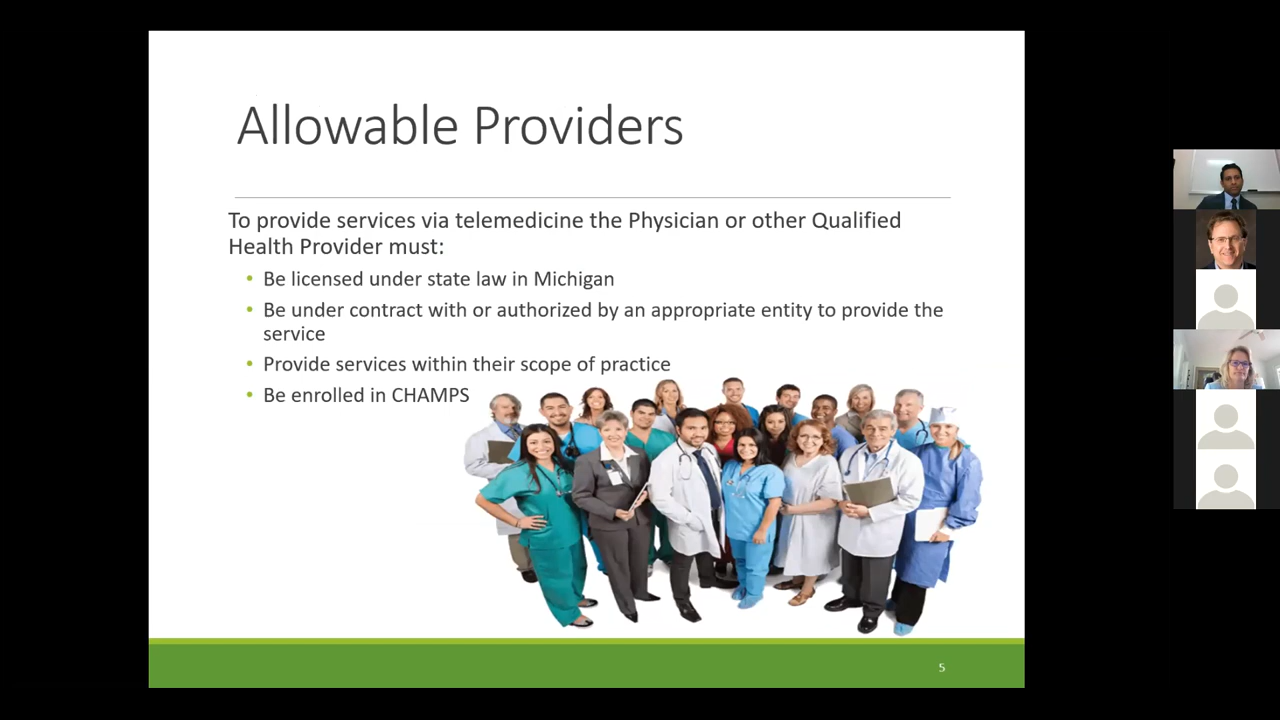 Allowable Providers
To provide services via telemedicine the Physician or other Qualified
Health Provider must:
• Be licensed under state law in Michigan
• Be under contract with or authorized by an appropriate entity to provide the
service
• Provide services within their scope of practice
• Be enrolled in CHAMPS
5